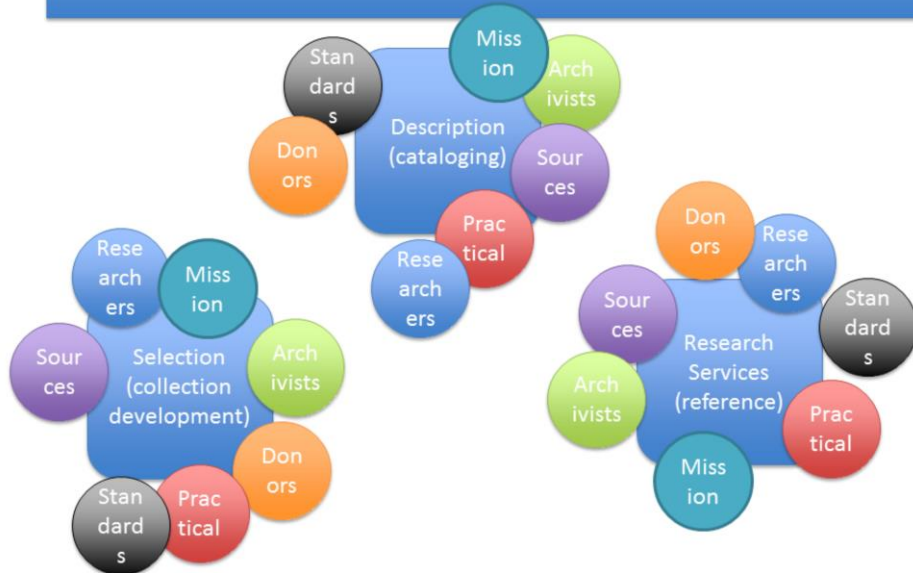 Stan
dard
s
Miss
ion
Arch
ivists
Description
(cataloging)
Don
ors
Sour
ces
Prac
tical
Rese
arch
ers
Rese
arch
ers
Miss
ion
Sour
ces
Selection
(collection
development)
Arch
ivists
Don
ors
Stan
dard
s
Prac
tical
Don
ors
Rese
arch
ers
Sour
ces
Stan
dard
s
Research
Services
(reference)
Arch
ivists
Prac
tical
Miss
ion